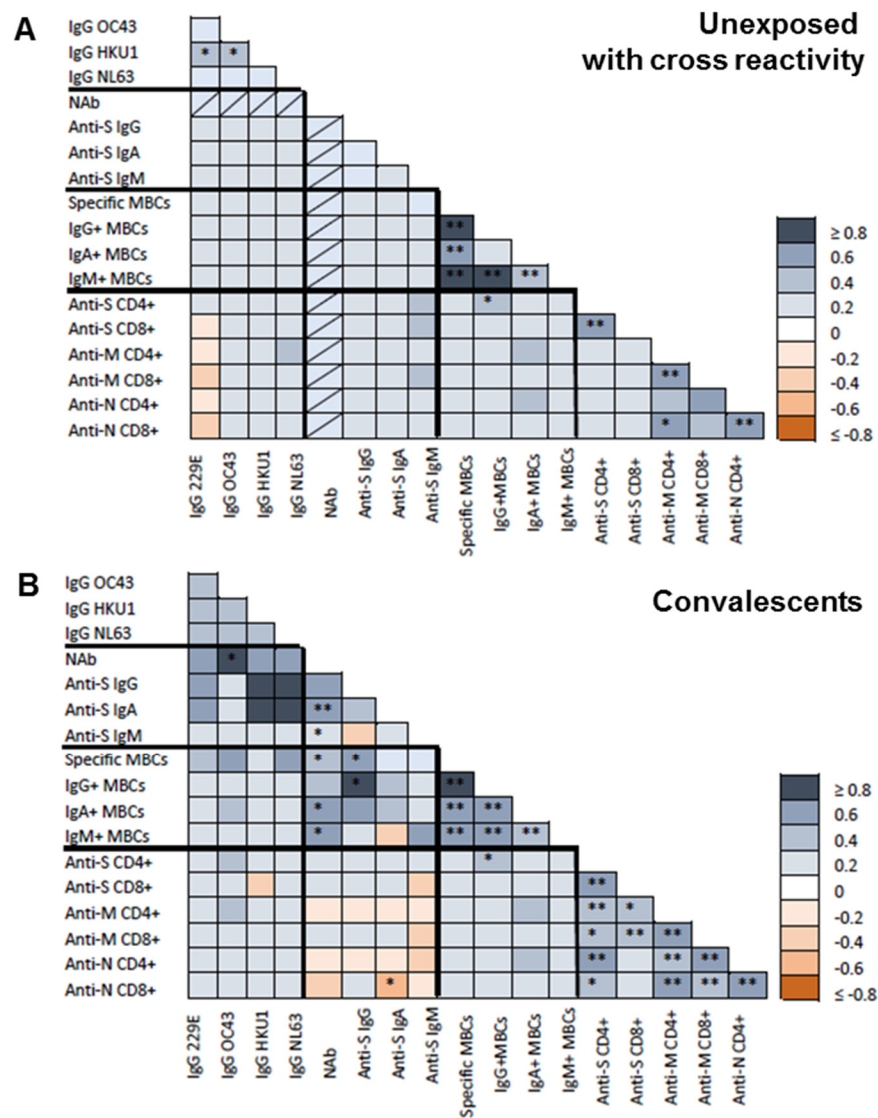 A
Unexposed
with cross reactivity
IgG OC43
IgG HKU1 * *
IgG NL63
NAb
Anti-S IgG
Anti-S IgA
Anti-S IgM
Specific MBCs
IgG+ MBCs **
IgA+ MBCs **
IgM+ MBCs ** ** **
Anti-S CD4+ *
Anti-S CD8+ **
Anti-M CD4+
Anti-M CD8+ **
Anti-N CD4+
Anti-N CD8+ * **
≥ 0.8
0.6
0.4
0.2
0
-0.2
-0.4
-0.6
≤ -0.8
IgG 229E
IgG OC43
IgG HKU1
IgG NL63
NAb
Anti-S IgG
Anti-S IgA
Anti-S IgM
Specific MBCs
IgG+MBCs
IgA+ MBCs
IgM+ MBCs
Anti-S CD4+
Anti-S CD8+
Anti-M CD4+
Anti-M CD8+
Anti-N CD4+
B
Convalescents
IgG OC43
IgG HKU1
IgG NL63
NAb *
Anti-S IgG
Anti-S IgA **
Anti-S IgM *
Specific MBCs * *
IgG+ MBCs * **
IgA+ MBCs * ** **
IgM+ MBCs * ** ** **
Anti-S CD4+ *
Anti-S CD8+ **
Anti-M CD4+ ** *
Anti-M CD8+ * ** **
Anti-N CD4+ ** ** **
Anti-N CD8+ * * ** ** **
≥ 0.8
0.6
0.4
0.2
0
-0.2
-0.4
-0.6
≤ -0.8
IgG 229E
IgG OC43
IgG HKU1
IgG NL63
NAb
Anti-S IgG
Anti-S IgA
Anti-S IgM
Specific MBCs
IgG+MBCs
IgA+ MBCs
IgM+ MBCs
Anti-S CD4+
Anti-S CD8+
Anti-M CD4+
Anti-M CD8+
Anti-N CD4+